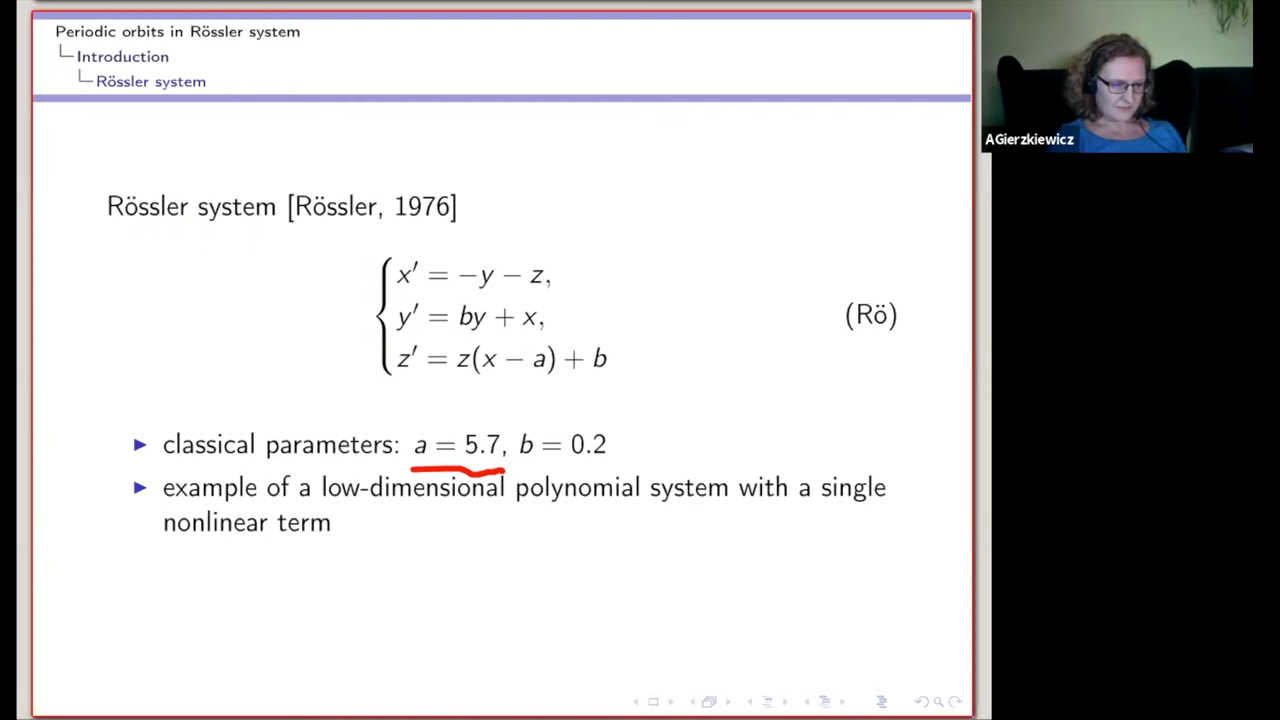 Periodic orbits in Rössler system
Introduction
Rössler system
AGierzkiewicz
Rössler system [Rössler, 1976]
x′ = −y − z,
y′ = by + x,
z′ = z(x − a) + b
(Rö)
▶ classical parameters: a = 5.7, b = 0.2
▶ example of a low-dimensional polynomial system with a single
nonlinear term